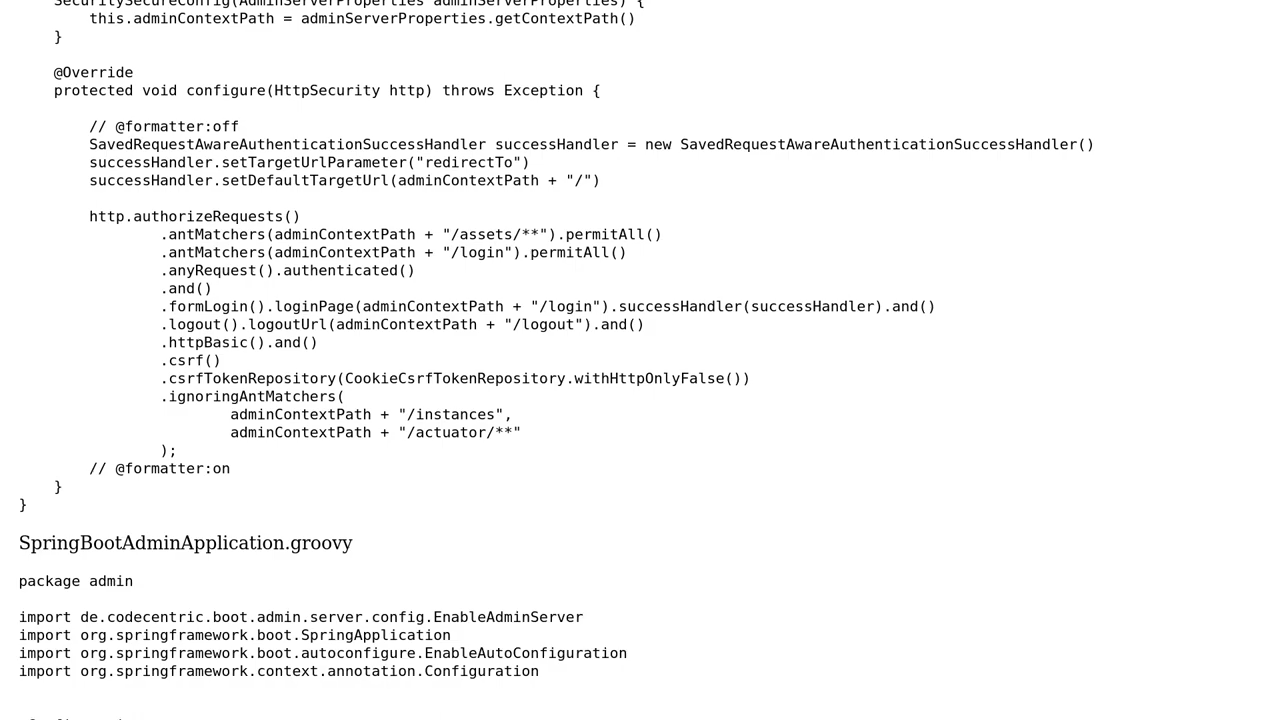 SecuritySecureConfig(AdminServerProperties adminServerProperties) {
this.adminContextPath = adminServerProperties.getContextPath()
}
@Override
protected void configure(HttpSecurity http) throws Exception {
// @formatter:off
SavedRequestAwareAuthenticationSuccessHandler successHandler = new SavedRequestAwareAuthenticationSuccessHandler()
successHandler.setTargetUrlParameter("redirectTo")
successHandler.setDefaultTargetUrl(adminContextPath + "/")
http.authorizeRequests()
.antMatchers(adminContextPath + "/assets/**").permitAll()
.antMatchers(adminContextPath + "/login").permitAll()
.anyRequest().authenticated()
.and()
.formLogin().loginPage(adminContextPath + "/login").successHandler(successHandler).and()
.logout().logoutUrl(adminContextPath + "/logout").and()
.httpBasic().and()
.csrf()
.csrfTokenRepository(CookieCsrfTokenRepository.withHttpOnlyFalse())
.ignoringAntMatchers(
adminContextPath + "/instances",
adminContextPath + "/actuator/**"
);
// @formatter:on
}
}
SpringBootAdminApplication.groovy
package admin
import de.codecentric.boot.admin.server.config.EnableAdminServer
import org.springframework.boot.SpringApplication
import org.springframework.boot.autoconfigure.EnableAutoConfiguration
import org.springframework.context.annotation.Configuration